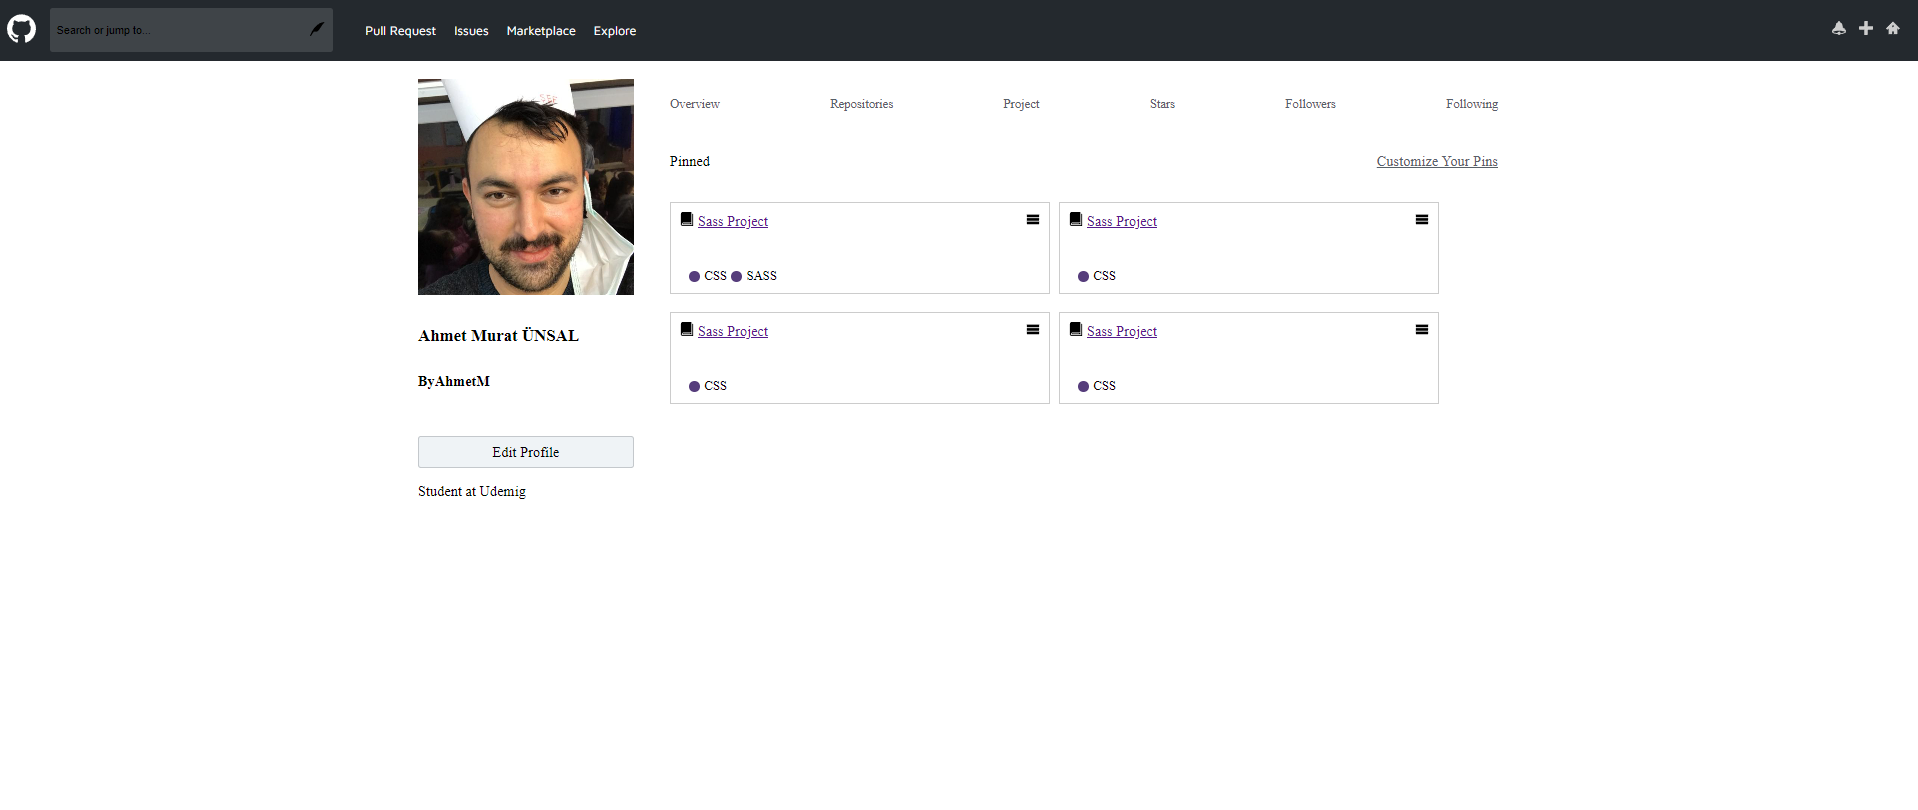 Search or jump to...
Pull Request Issues Marketplace Explore
Overview Repositories Project Stars Followers Following
Pinned Customize Your Pins
Sass Project
CSS SASS
Sass Project
CSS
Sass Project
CSS
Sass Project
CSS
Ahmet Murat ÜNSAL
ByAhmetM
Edit Profile
Student at Udemig